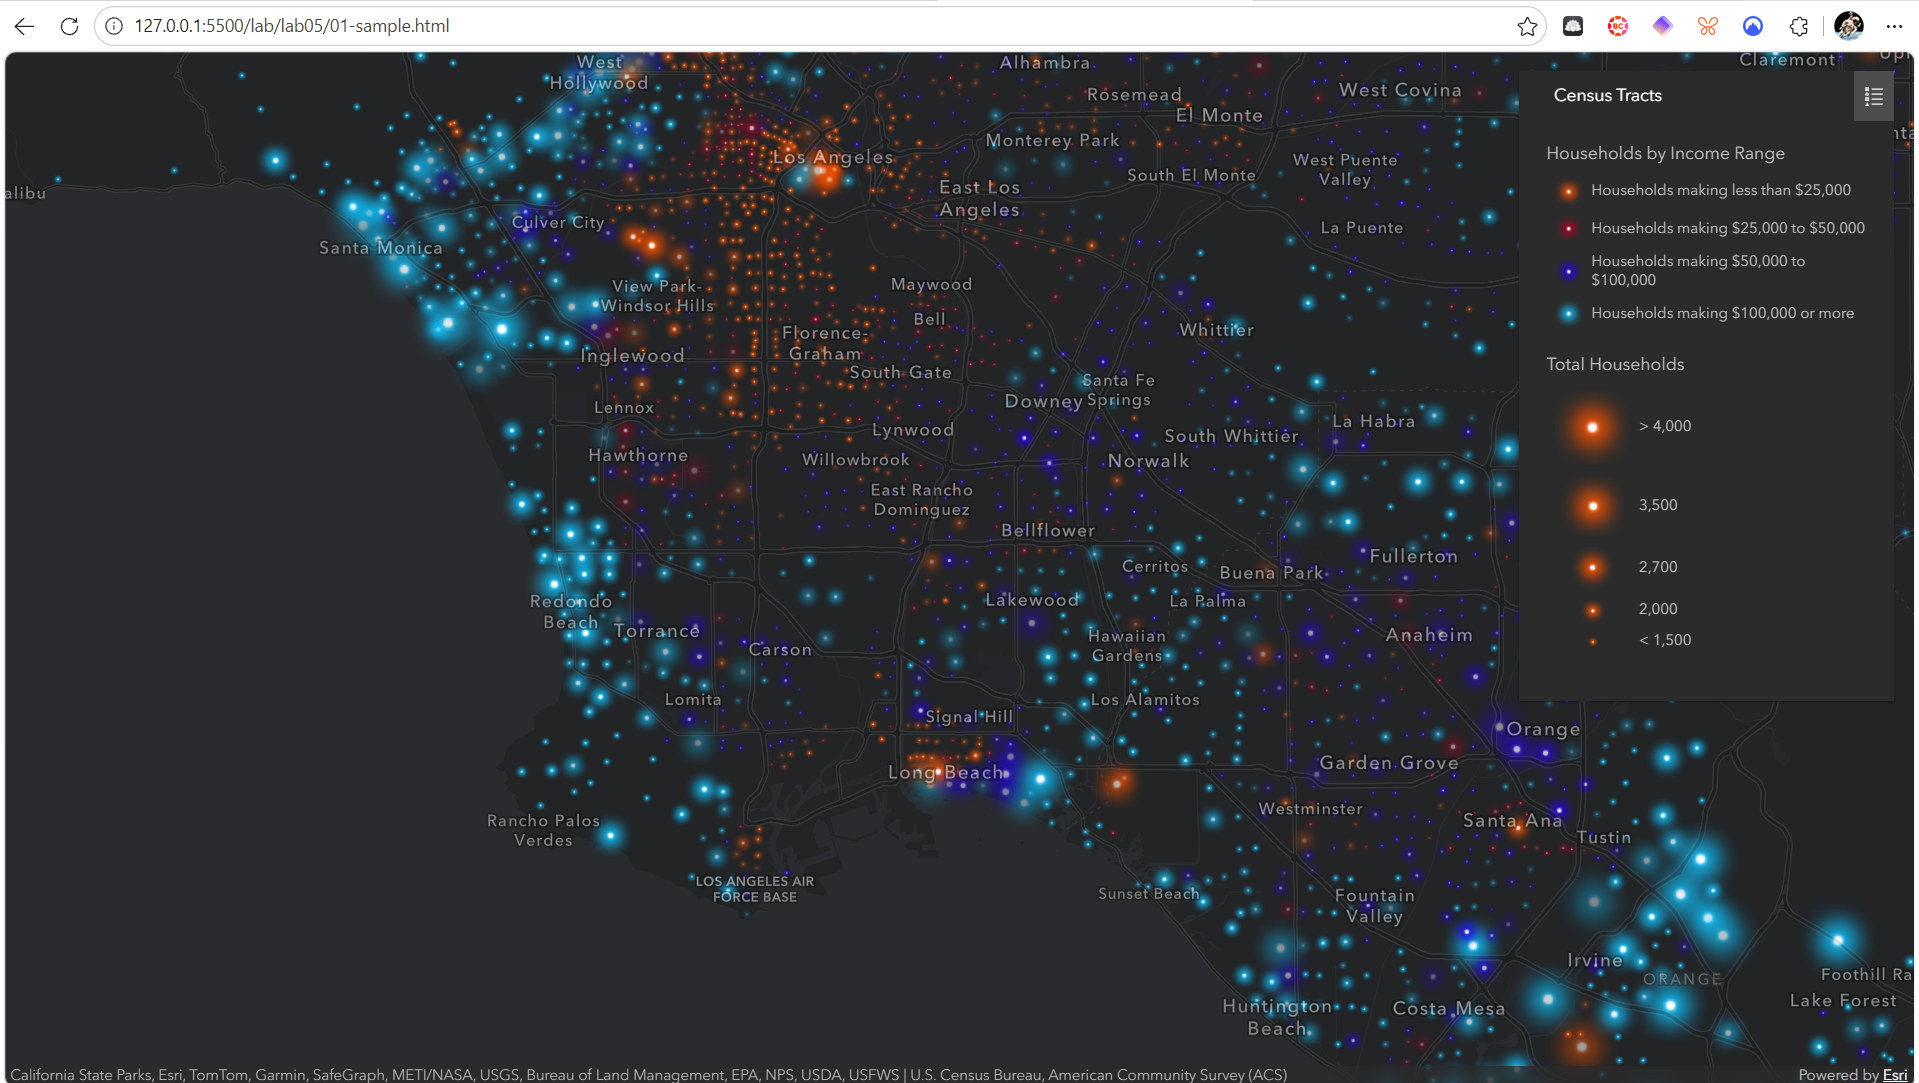 127.0.0.1:5500/lab/lab05/01-sample.html
West
Hollywood
Alhambra
Claremont
Rosemead
West Covina
El Monte
Monterey Park
Los Angeles
West Puente
Valley
South El Monte
East Los
Angeles
alibu
Culver City
La Puente
Santa Monica
View Park-
Windsor Hills
Maywood
Bell
Florence-
Graham
Whittier
Inglewood
South Gate
Santa Fe
Springs
Downey
Lennox
Lynwood
La Habra
South Whittier
Hawthorne
Willowbrook
Norwalk
East Rancho
Dominguez
Bellflower
Fullerton
Cerritos
Buena Park
Redondo
Beach
Lakewood
La Palma
Torrance
Hawaiian
Gardens
Anaheim
Carson
Lomita
Los Alamitos
Signal Hill
Orange
Long Beach
Garden Grove
Westminster
Santa Ana
Rancho Palos
Verdes
Tustin
LOS ANGELES AIR
FORCE BASE
Sunset Beach
Fountain
Valley
Irvine
ORANGE
Foothill Ra
Huntington
Beach
Costa Mesa
Lake Forest
Census Tracts
Households by Income Range
Households making less than $25,000
Households making $25,000 to $50,000
Households making $50,000 to
$100,000
Households making $100,000 or more
Total Households
> 4,000
3,500
2,700
2,000
< 1,500
California State Parks, Esri, TomTom, Garmin, SafeGraph, METI/NASA, USGS, Bureau of Land Management, EPA, NPS, USDA, USFWS | U.S. Census Bureau, American Community Survey (ACS)
Powered by Esri